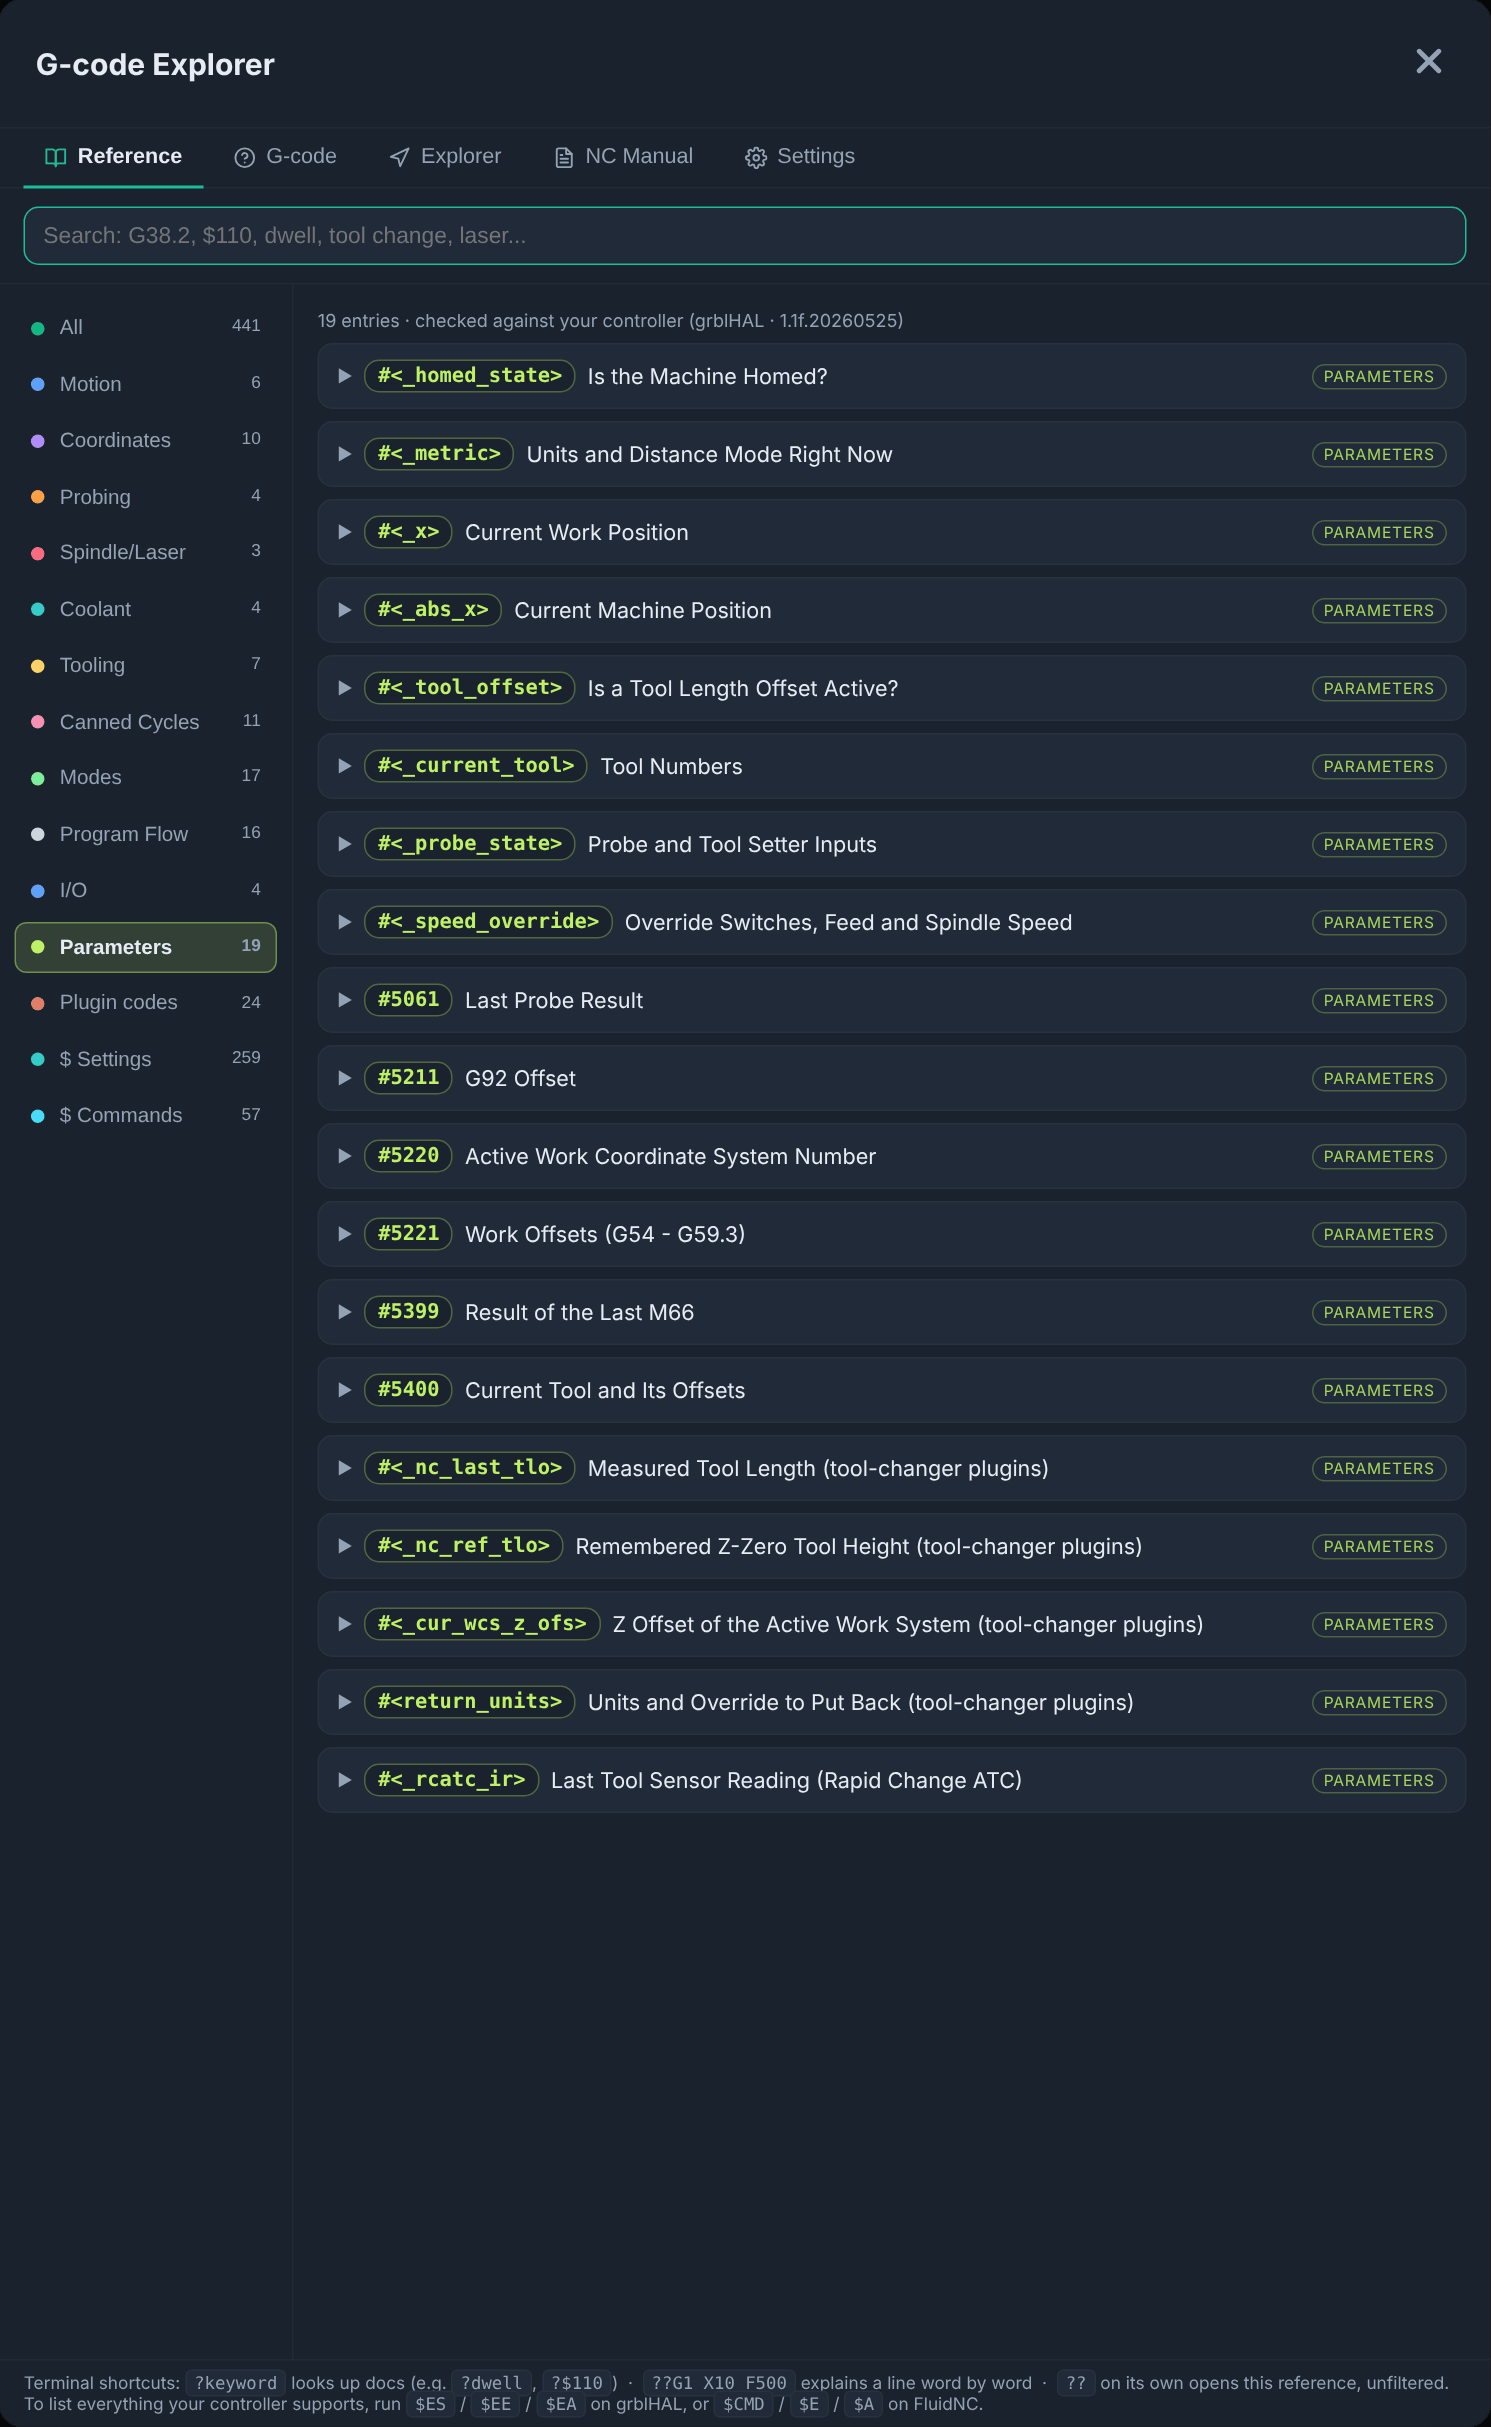 G-code Explorer
Reference
G-code
Explorer
NC Manual
Settings
Search: G38.2, $110, dwell, tool change, laser...
All 441
Motion 6
Coordinates 10
Probing 4
Spindle/Laser 3
Coolant 4
Tooling 7
Canned Cycles 11
Modes 17
Program Flow 16
I/O 4
Parameters 19
Plugin codes 24
$ Settings 259
$ Commands 57
19 entries · checked against your controller (grblHAL · 1.1f.20260525)
#<_homed_state> Is the Machine Homed? PARAMETERS
#<_metric> Units and Distance Mode Right Now PARAMETERS
#<_x> Current Work Position PARAMETERS
#<_abs_x> Current Machine Position PARAMETERS
#<_tool_offset> Is a Tool Length Offset Active? PARAMETERS
#<_current_tool> Tool Numbers PARAMETERS
#<_probe_state> Probe and Tool Setter Inputs PARAMETERS
#<_speed_override> Override Switches, Feed and Spindle Speed PARAMETERS
#5061 Last Probe Result PARAMETERS
#5211 G92 Offset PARAMETERS
#5220 Active Work Coordinate System Number PARAMETERS
#5221 Work Offsets (G54 - G59.3) PARAMETERS
#5399 Result of the Last M66 PARAMETERS
#5400 Current Tool and Its Offsets PARAMETERS
#<_nc_last_tlo> Measured Tool Length (tool-changer plugins) PARAMETERS
#<_nc_ref_tlo> Remembered Z-Zero Tool Height (tool-changer plugins) PARAMETERS
#<_cur_wcs_z_ofs> Z Offset of the Active Work System (tool-changer plugins) PARAMETERS
#<return_units> Units and Override to Put Back (tool-changer plugins) PARAMETERS
#<_rcatc_ir> Last Tool Sensor Reading (Rapid Change ATC) PARAMETERS
Terminal shortcuts: ?keyword looks up docs (e.g. ?dwell, ?$110) · ??G1 X10 F500 explains a line word by word · ?? on its own opens this reference, unfiltered.
To list everything your controller supports, run $ES / $EE / $EA on grblHAL, or $CMD / $E / $A on FluidNC.